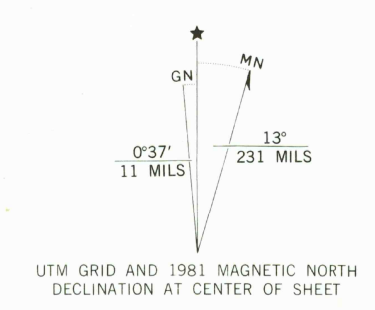 ★
GN MN
0°37′ 13°
11 MILS 231 MILS
UTM GRID AND 1981 MAGNETIC NORTH
DECLINATION AT CENTER OF SHEET